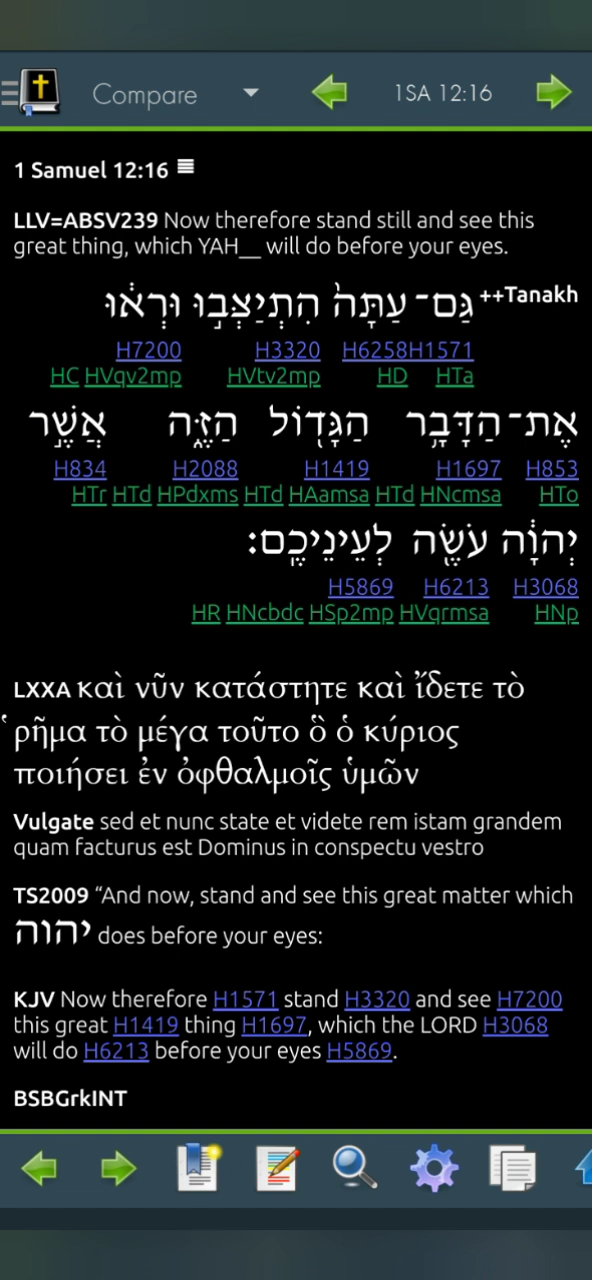 Compare
1SA 12:16
1 Samuel 12:16
LLV=ABSV239 Now therefore stand still and see this
great thing, which YAH__ will do before your eyes.
++Tanakh גַּם־עַתָּה֙ הִתְיַצְּב֣וּ וּרְא֔וּ
H7200 H3320 H6258H1571
HC HVqv2mp HVtv2mp HD HTa
אֶת־הַדָּבָ֥ר הַגָּד֖וֹל הַזֶּ֑ה אֲשֶׁ֣ר
H834 H2088 H1419 H1697 H853
HTr HTd HPdxms HTd HAamsa HTd HNcmsa HTo
יְהוָ֔ה עֹשֶׂ֖ה לְעֵינֵיכֶֽם׃
H5869 H6213 H3068
HR HNcbdc HSp2mp HVqrmsa HNp
LXXA καὶ νῦν κατάστητε καὶ ἴδετε τὸ
ῥῆμα τὸ μέγα τοῦτο ὃ ὁ κύριος
ποιήσει ἐν ὀφθαλμοῖς ὑμῶν
Vulgate sed et nunc state et videte rem istam grandem
quam facturus est Dominus in conspectu vestro
TS2009 “And now, stand and see this great matter which
יהוה does before your eyes:
KJV Now therefore H1571 stand H3320 and see H7200
this great H1419 thing H1697, which the LORD H3068
will do H6213 before your eyes H5869.
BSBGrkINT